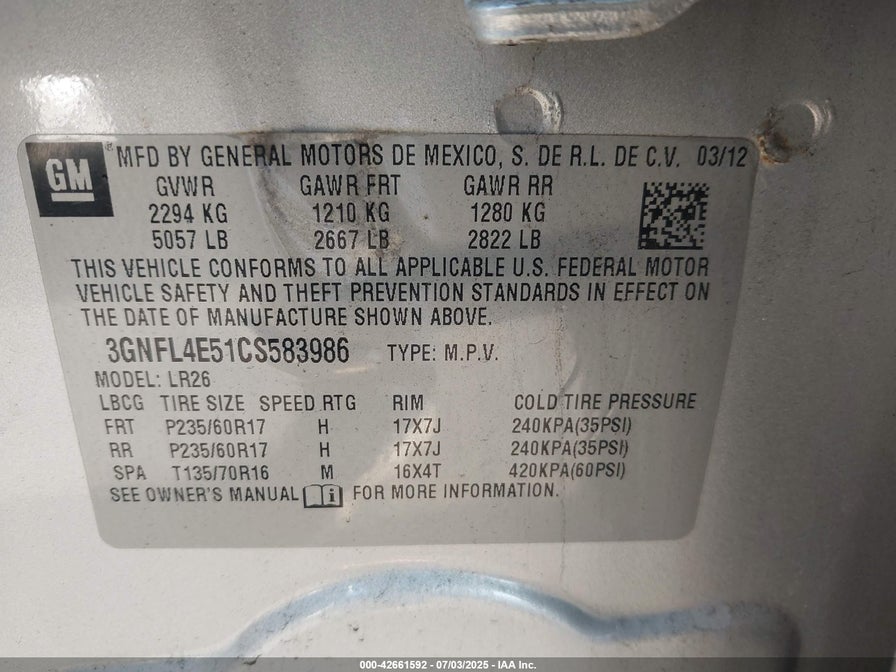 GM MFD BY GENERAL MOTORS DE MEXICO, S. DE R.L. DE C.V. 03/12
GVWR GAWR FRT GAWR RR
2294 KG 1210 KG 1280 KG
5057 LB 2667 LB 2822 LB
THIS VEHICLE CONFORMS TO ALL APPLICABLE U.S. FEDERAL MOTOR
VEHICLE SAFETY AND THEFT PREVENTION STANDARDS IN EFFECT ON
THE DATE OF MANUFACTURE SHOWN ABOVE.
3GNFL4E51CS583986 TYPE: M.P.V.
MODEL: LR26
LBCG TIRE SIZE SPEED RTG RIM COLD TIRE PRESSURE
FRT P235/60R17 H 17X7J 240KPA(35PSI)
RR P235/60R17 H 17X7J 240KPA(35PSI)
SPA T135/70R16 M 16X4T 420KPA(60PSI)
SEE OWNER'S MANUAL i FOR MORE INFORMATION.
000-42661592 - 07/03/2025 - IAA Inc.